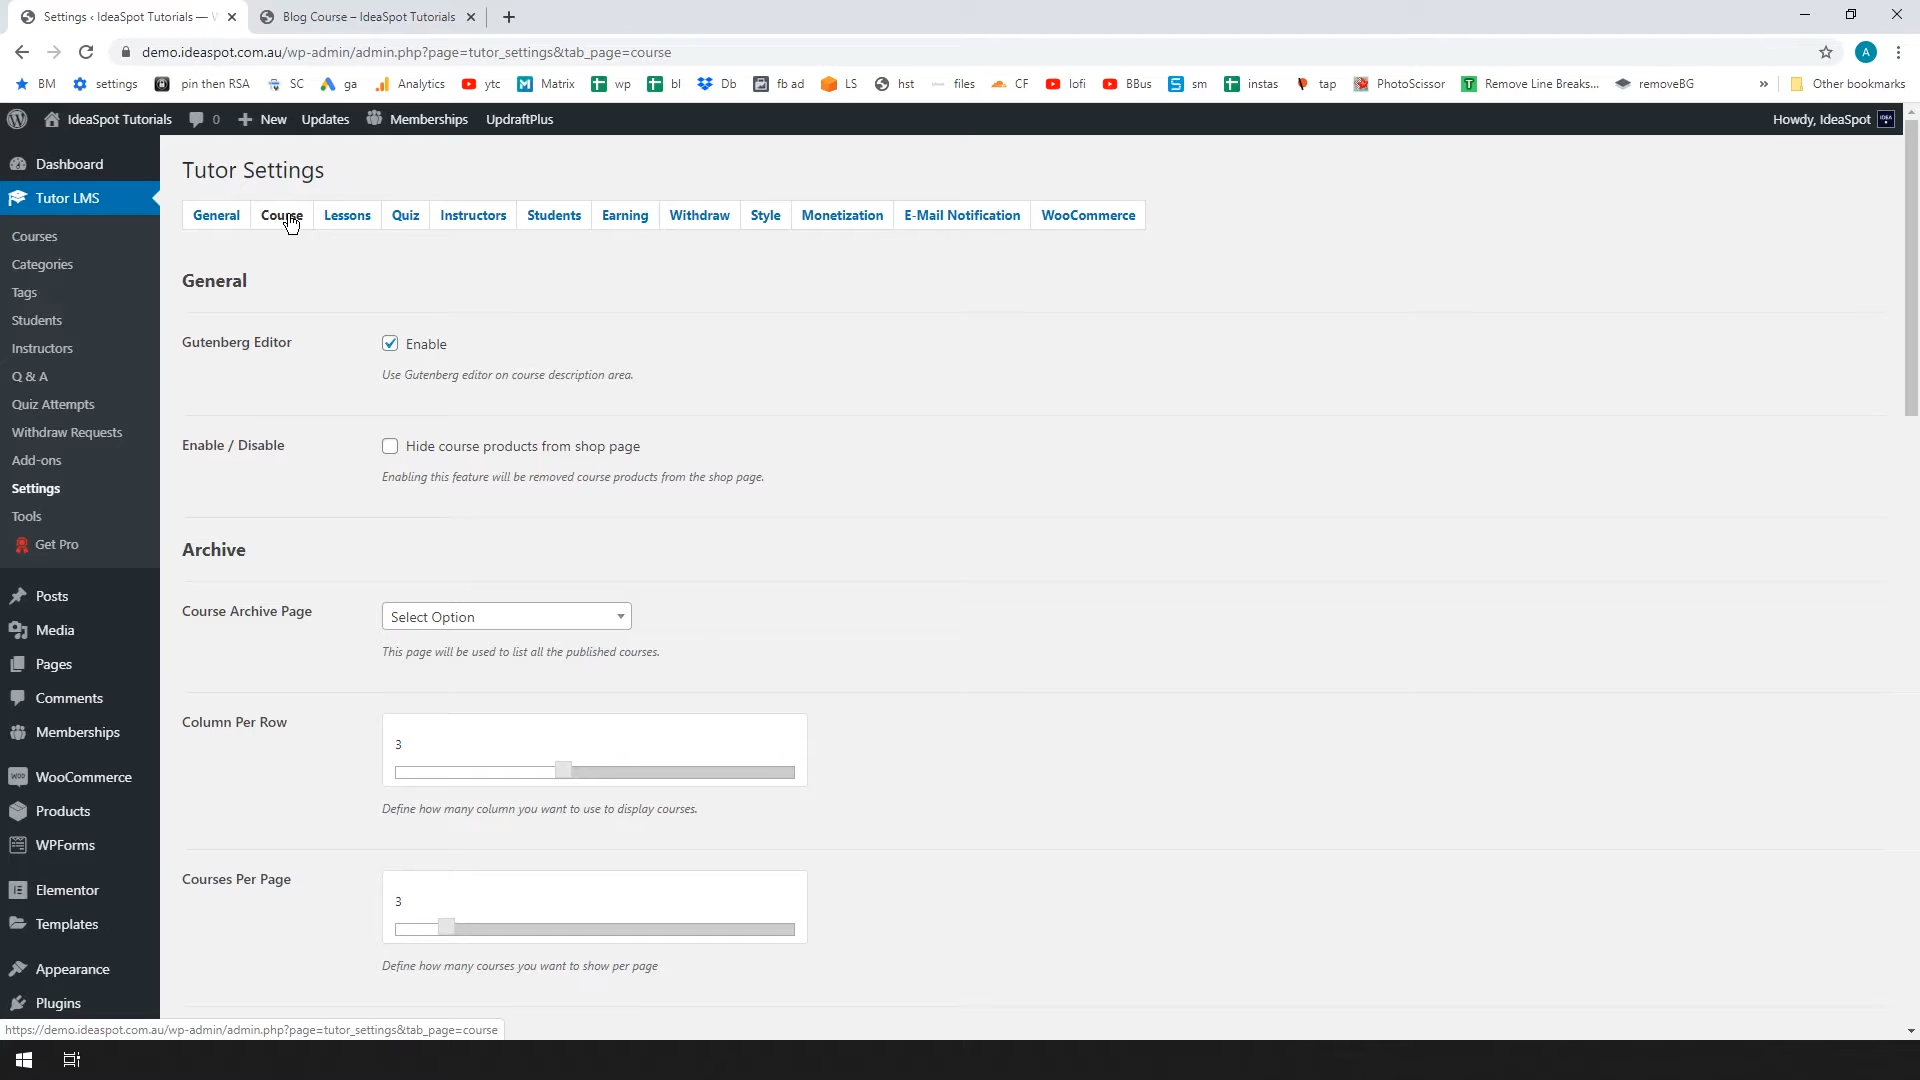 Settings ‹ IdeaSpot Tutorials — W
Blog Course – IdeaSpot Tutorials
demo.ideaspot.com.au/wp-admin/admin.php?page=tutor_settings&tab_page=course
A
BM
settings
pin then RSA
SC
ga
Analytics
ytc
Matrix
wp
bl
Db
fb ad
LS
hst
files
CF
lofi
BBus
sm
instas
tap
PhotoScissor
Remove Line Breaks...
removeBG
»
Other bookmarks
IdeaSpot Tutorials
0
New
Updates
Memberships
UpdraftPlus
Howdy, IdeaSpot
Dashboard
Tutor LMS
Courses
Categories
Tags
Students
Instructors
Q & A
Quiz Attempts
Withdraw Requests
Add-ons
Settings
Tools
Get Pro
Posts
Media
Pages
Comments
Memberships
WooCommerce
Products
WPForms
Elementor
Templates
Appearance
Plugins
Tutor Settings
General
Course
Lessons
Quiz
Instructors
Students
Earning
Withdraw
Style
Monetization
E-Mail Notification
WooCommerce
General
Gutenberg Editor
Enable
Use Gutenberg editor on course description area.
Enable / Disable
Hide course products from shop page
Enabling this feature will be removed course products from the shop page.
Archive
Course Archive Page
Select Option
This page will be used to list all the published courses.
Column Per Row
3
Define how many column you want to use to display courses.
Courses Per Page
3
Define how many courses you want to show per page
https://demo.ideaspot.com.au/wp-admin/admin.php?page=tutor_settings&tab_page=course